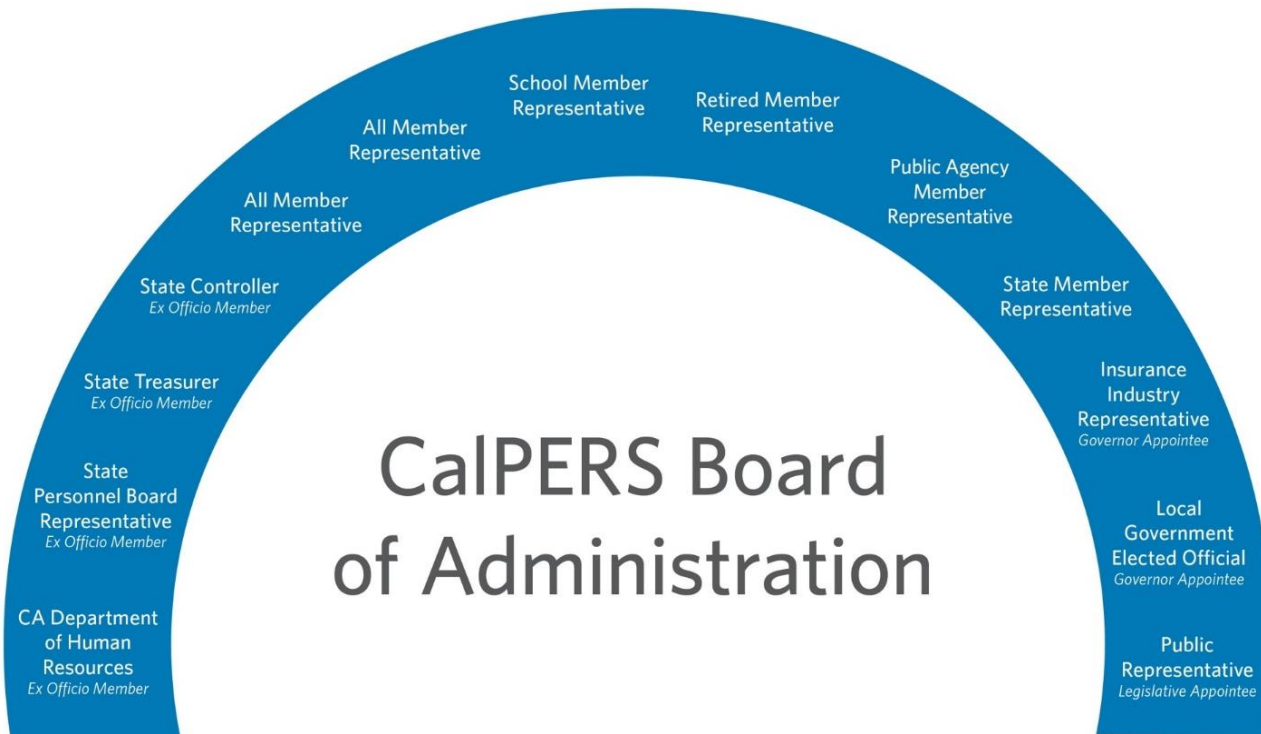 School Member
Representative
Retired Member
Representative
All Member
Representative
Public Agency
Member
Representative
All Member
Representative
State Controller
Ex Officio Member
State Member
Representative
State Treasurer
Ex Officio Member
Insurance
Industry
Representative
Governor Appointee
CalPERS Board
of Administration
State
Personnel Board
Representative
Ex Officio Member
Local
Government
Elected Official
Governor Appointee
CA Department
of Human
Resources
Ex Officio Member
Public
Representative
Legislative Appointee